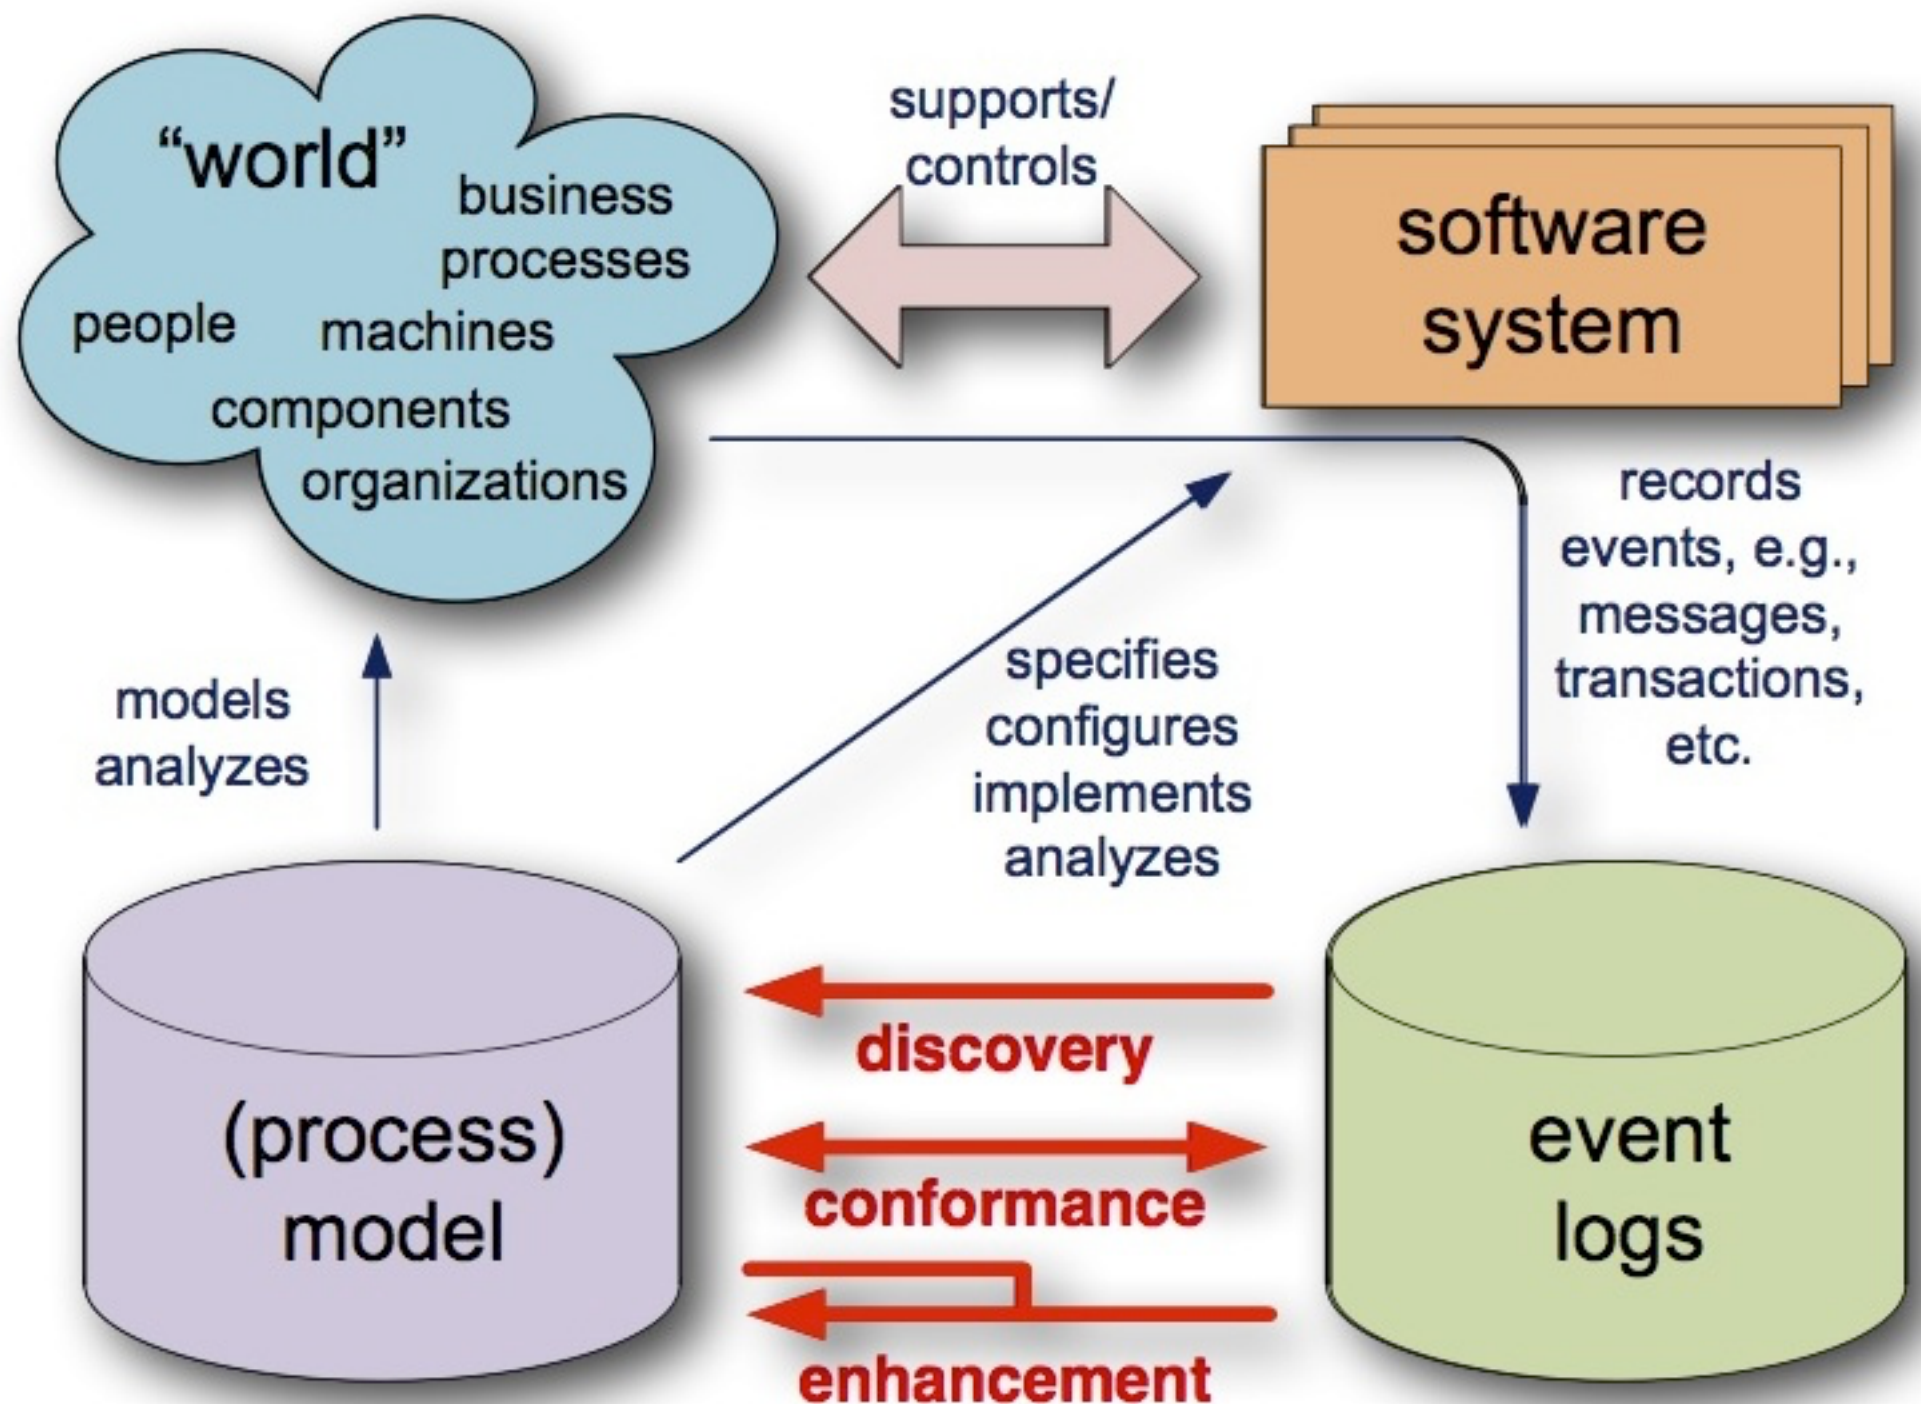 “world”
business
processes
people
machines
components
organizations
supports/
controls
software
system
records
events, e.g.,
messages,
transactions,
etc.
models
analyzes
specifies
configures
implements
analyzes
(process)
model
discovery
conformance
enhancement
event
logs